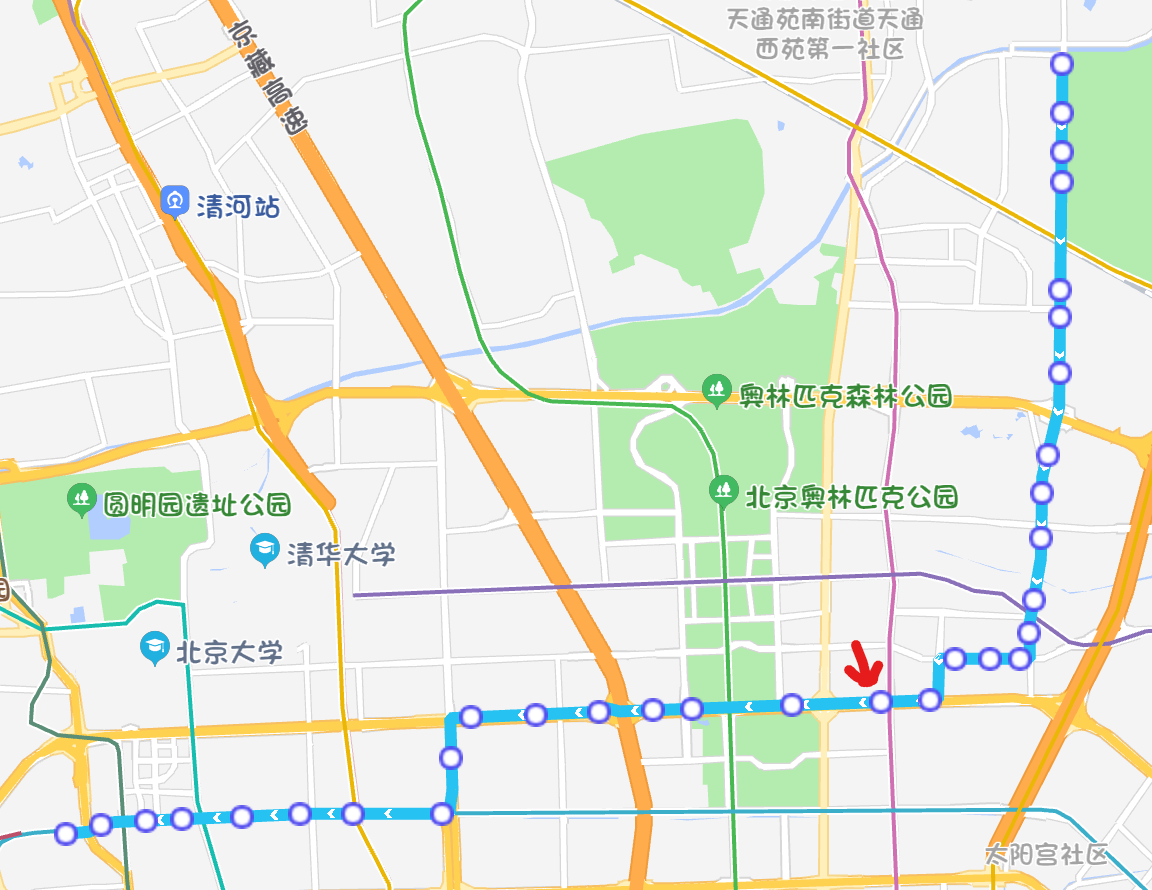 天通苑南街道天通
西苑第一社区
京藏高速
清河站
奥林匹克森林公园
北京奥林匹克公园
圆明园遗址公园
清华大学
北京大学
太阳宫社区